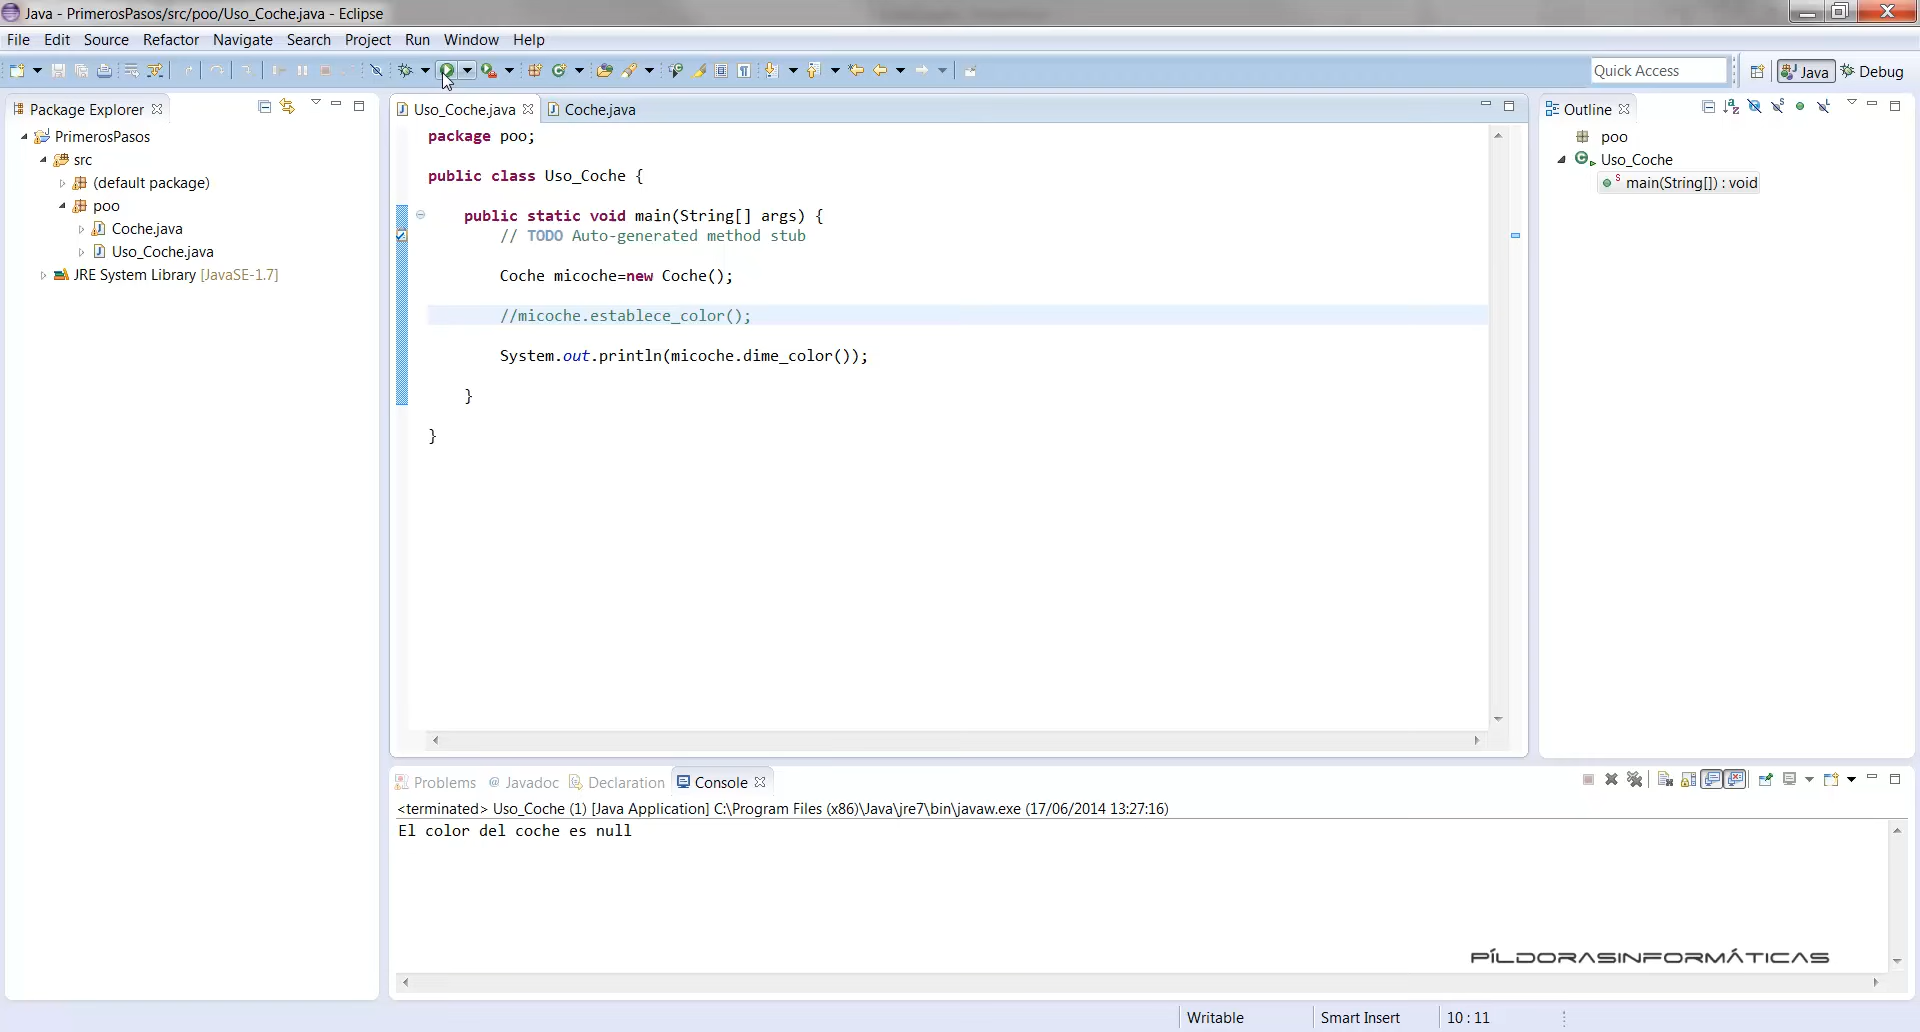 Java - PrimerosPasos/src/poo/Uso_Coche.java - Eclipse
File Edit Source Refactor Navigate Search Project Run Window Help
Quick Access
Java
Debug
Package Explorer
PrimerosPasos
src
(default package)
poo
Coche.java
Uso_Coche.java
JRE System Library [JavaSE-1.7]
Uso_Coche.java
Coche.java
package poo;
public class Uso_Coche {
public static void main(String[] args) {
// TODO Auto-generated method stub
Coche micoche=new Coche();
//micoche.establece_color();
System.out.println(micoche.dime_color());
}
}
Outline
poo
Uso_Coche
main(String[]) : void
Problems @ Javadoc Declaration Console
<terminated> Uso_Coche (1) [Java Application] C:\Program Files (x86)\Java\jre7\bin\javaw.exe (17/06/2014 13:27:16)
El color del coche es null
PÍLDORASINFORMÁTICAS
Writable
Smart Insert
10 : 11